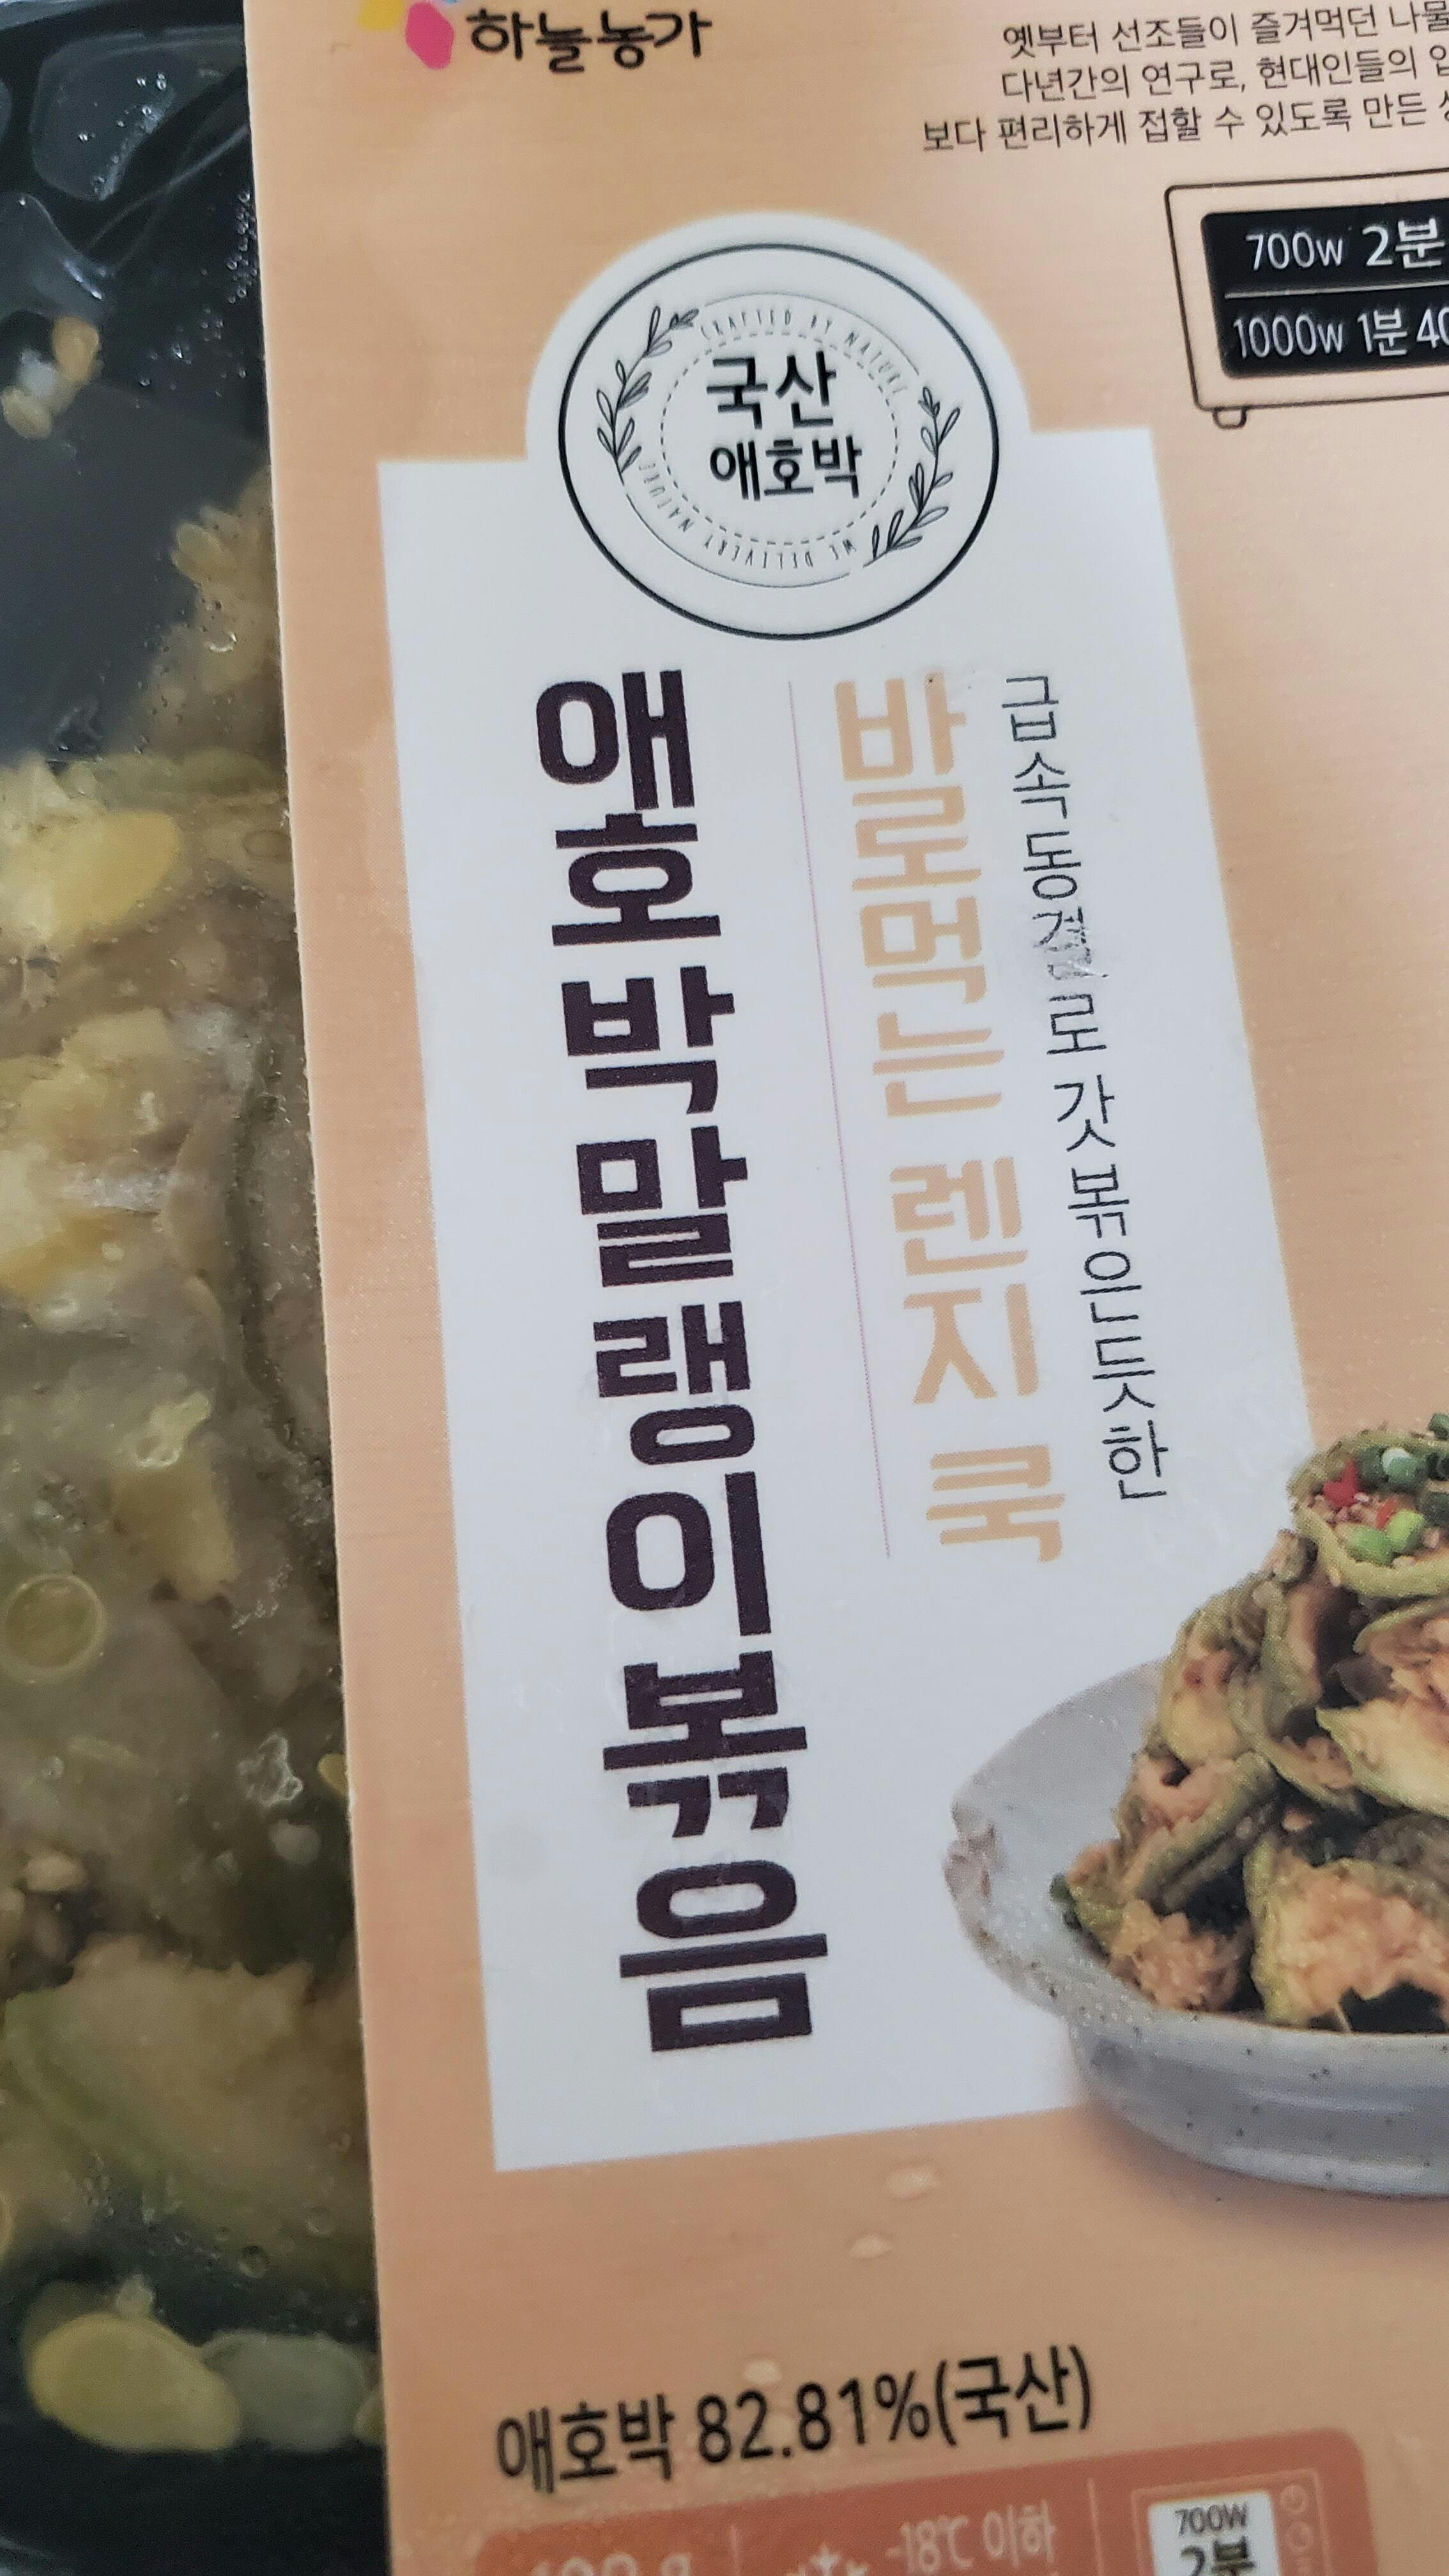 하늘농가
옛부터 선조들이 즐겨먹던 나물
다년간의 연구로, 현대인들의
보다 편리하게 접할 수 있도록 만든
700W 2분
1000W 1분 40
CRAFTED BY NATURE
국산
애호박
WE DELIVERY NATURE
급속동결로 갓 볶은듯한
바로먹는 렌지 쿡
애호박말랭이볶음
애호박 82.81%(국산)
-18℃ 이하
700W
2분